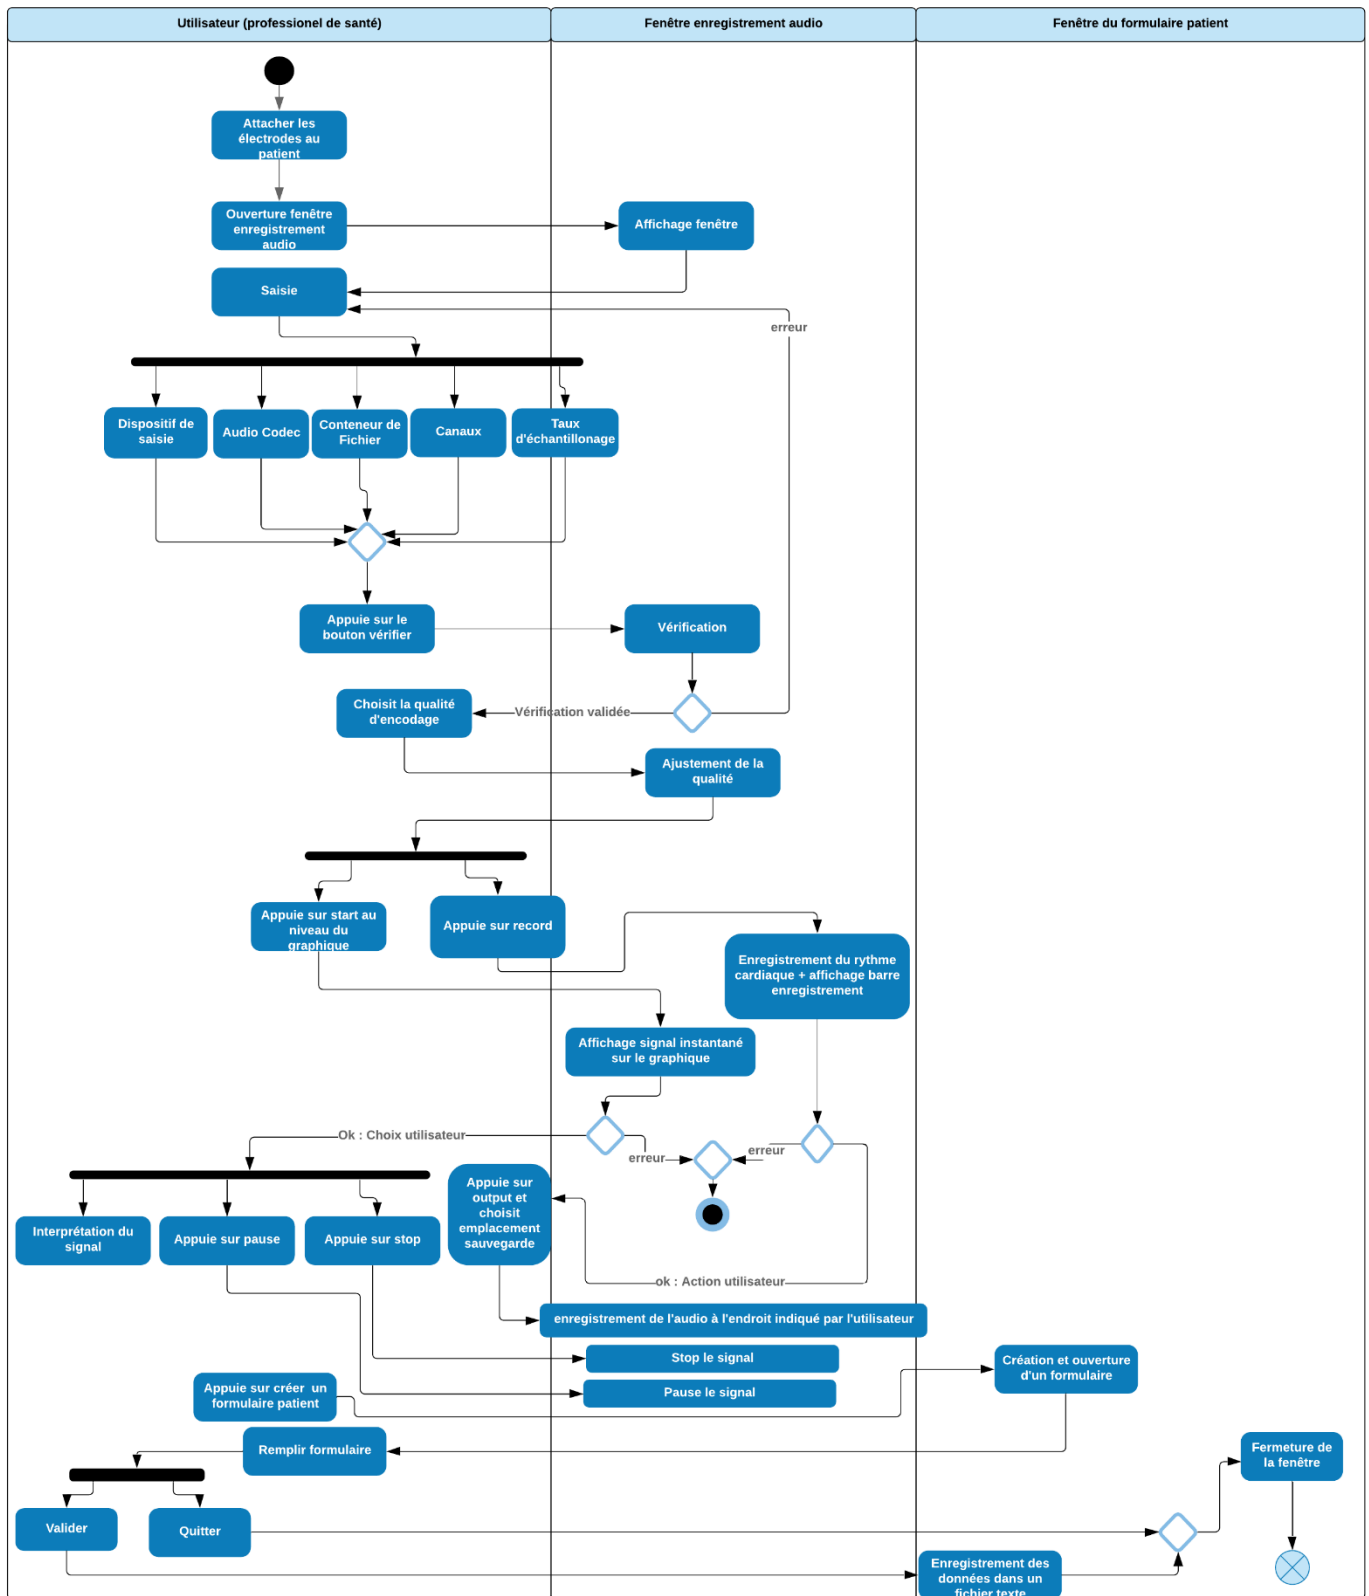 Utilisateur (professionel de santé)
Fenêtre enregistrement audio
Fenêtre du formulaire patient
Attacher les
électrodes au
patient
Ouverture fenêtre
enregistrement
audio
Affichage fenêtre
Saisie
erreur
Dispositif de
saisie
Audio Codec
Conteneur de
Fichier
Canaux
Taux
d'échantillonage
Appuie sur le
bouton vérifier
Vérification
Choisit la qualité
d'encodage
Vérification validée
Ajustement de la
qualité
Appuie sur start au
niveau du
graphique
Appuie sur record
Enregistrement du rythme
cardiaque + affichage barre
enregistrement
Affichage signal instantané
sur le graphique
Ok : Choix utilisateur
erreur
erreur
Interprétation du
signal
Appuie sur pause
Appuie sur stop
Appuie sur
output et
choisit
emplacement
sauvegarde
ok : Action utilisateur
enregistrement de l'audio à l'endroit indiqué par l'utilisateur
Stop le signal
Pause le signal
Création et ouverture
d'un formulaire
Appuie sur créer un
formulaire patient
Remplir formulaire
Fermeture de
la fenêtre
Valider
Quitter
Enregistrement des
données dans un
fichier texte